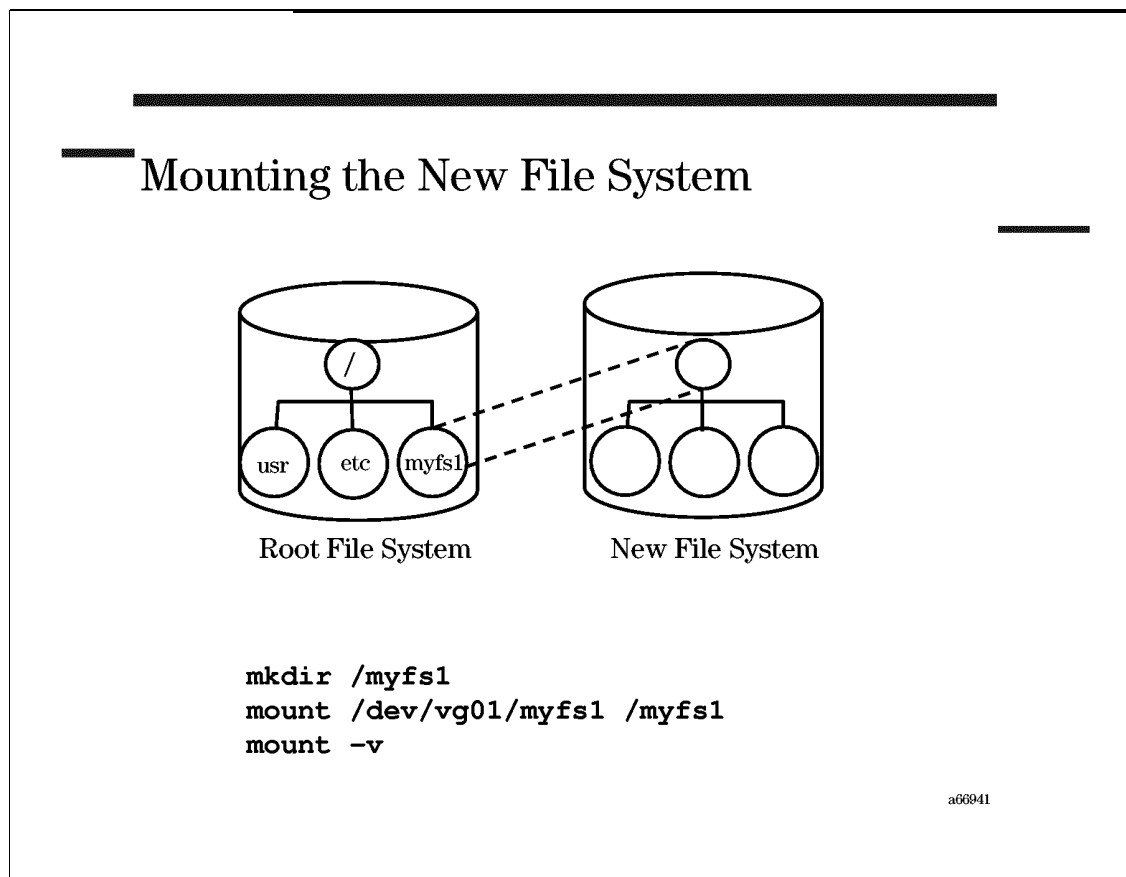 Mounting the New File System
/
usr
etc
myfs1
Root File System
New File System
mkdir /myfs1
mount /dev/vg01/myfs1 /myfs1
mount -v
a66941